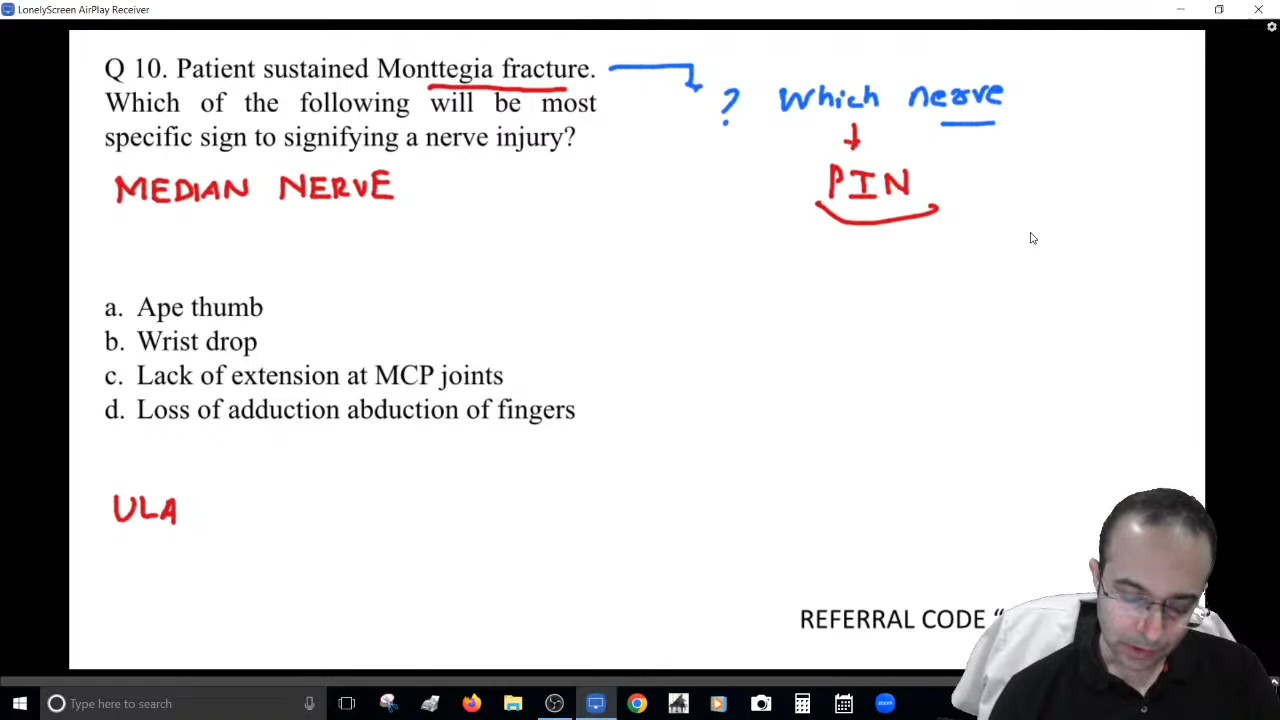 LonelyScreen AirPlay Receiver
Q 10. Patient sustained Monttegia fracture.
Which of the following will be most
specific sign to signifying a nerve injury?
? Which nerve
PIN
MEDIAN NERVE
a. Ape thumb
b. Wrist drop
c. Lack of extension at MCP joints
d. Loss of adduction abduction of fingers
ULA
REFERRAL CODE “
Type here to search
zoom